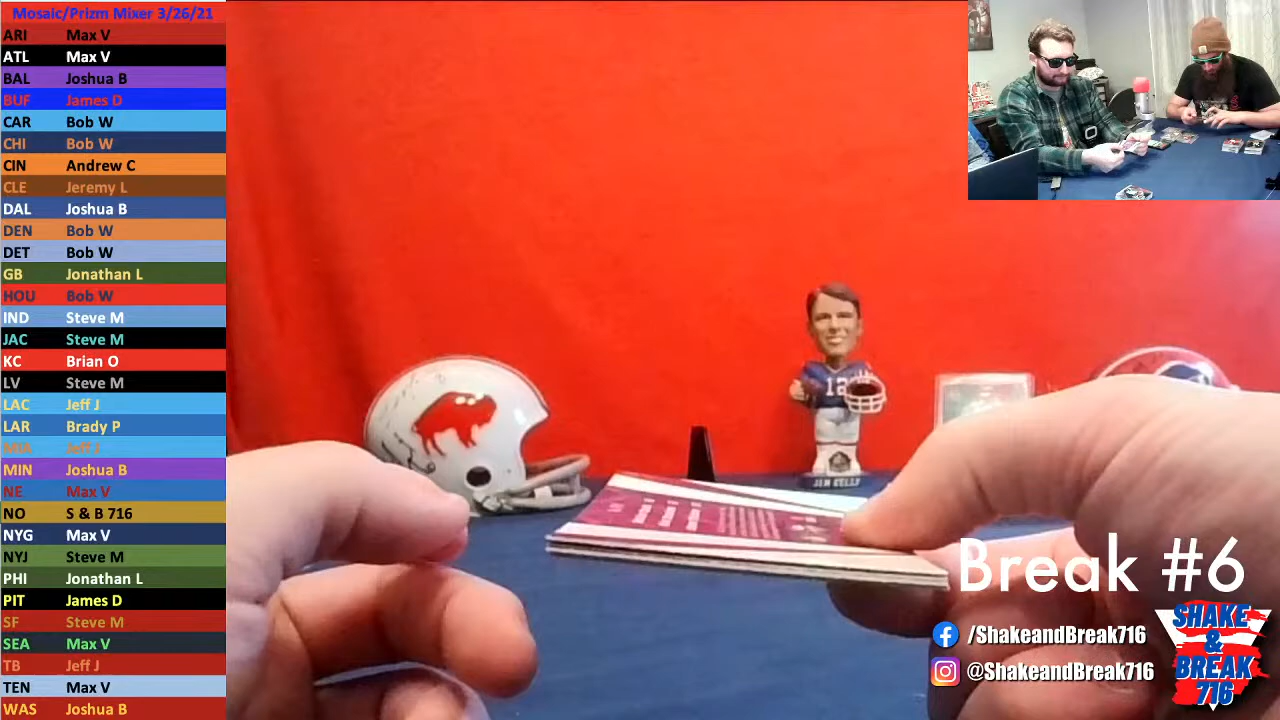 Mosaic/Prizm Mixer 3/26/21
ARI Max V
ATL Max V
BAL Joshua B
BUF James D
CAR Bob W
CHI Bob W
CIN Andrew C
CLE Jeremy L
DAL Joshua B
DEN Bob W
DET Bob W
GB Jonathan L
HOU Bob W
IND Steve M
JAC Steve M
KC Brian O
LV Steve M
LAC Jeff J
LAR Brady P
MIA Jeff J
MIN Joshua B
NE Max V
NO S & B 716
NYG Max V
NYJ Steve M
PHI Jonathan L
PIT James D
SF Steve M
SEA Max V
TB Jeff J
TEN Max V
WAS Joshua B
12
JIM KELLY
Break #6
/ShakeandBreak716
@ShakeandBreak716
SHAKE
&
BREAK
716